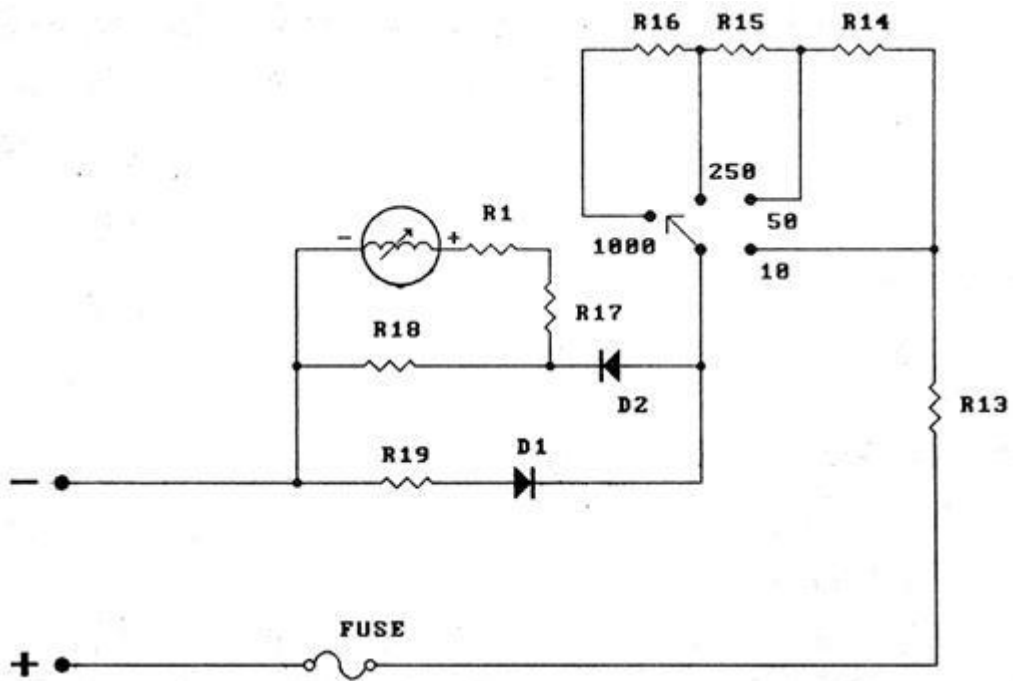 R16 R15 R14
250
50
1000
10
- + R1
R17
R18
D2
R13
R19 D1
-
FUSE
+